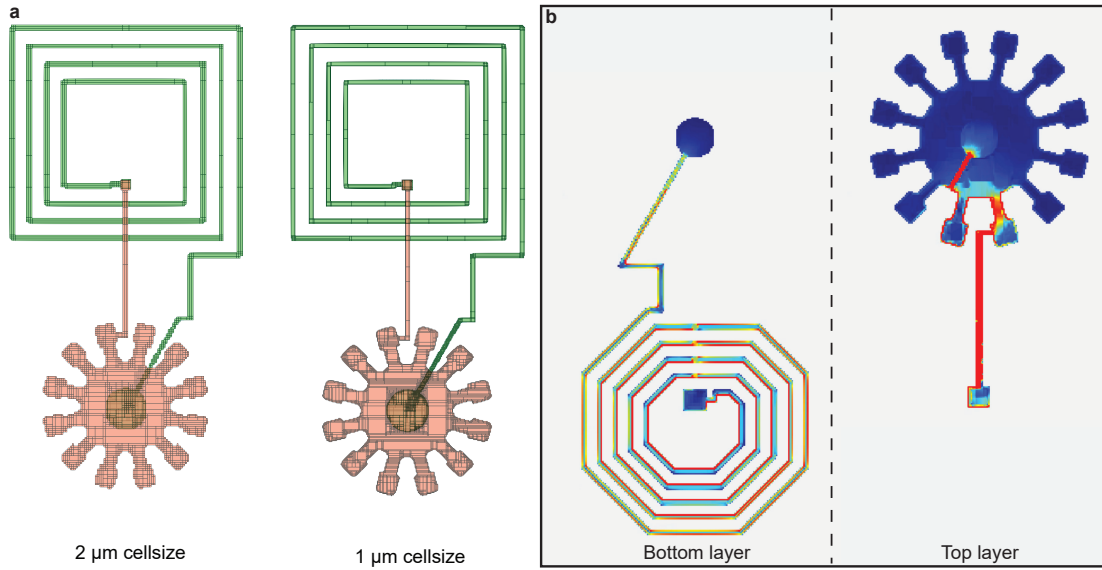 a
b
2 µm cellsize
1 µm cellsize
Bottom layer
Top layer